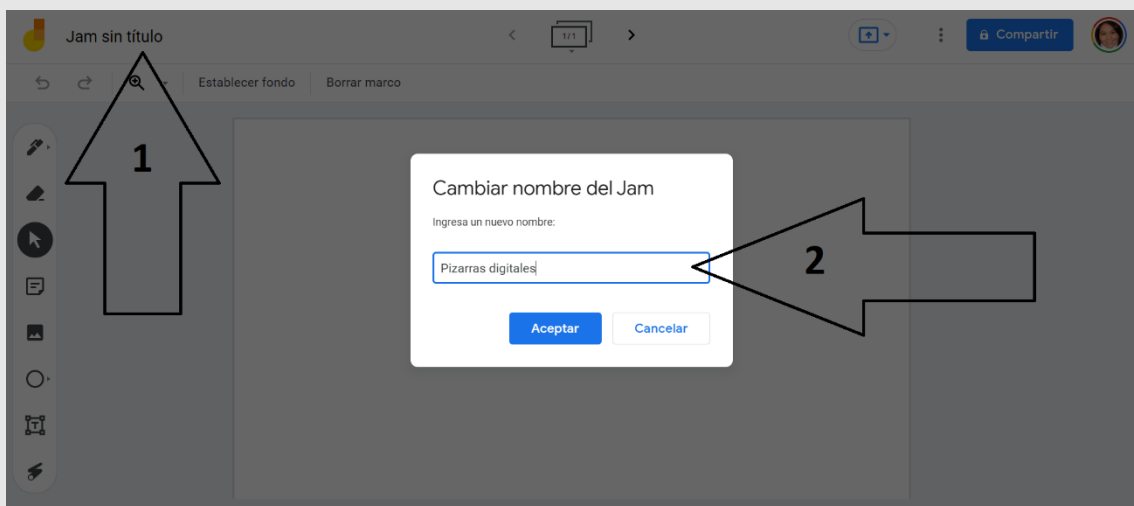 Jam sin título
1/1
Compartir
Establecer fondo
Borrar marco
1
Cambiar nombre del Jam
Ingresa un nuevo nombre:
Pizarras digitales
2
Aceptar
Cancelar
T